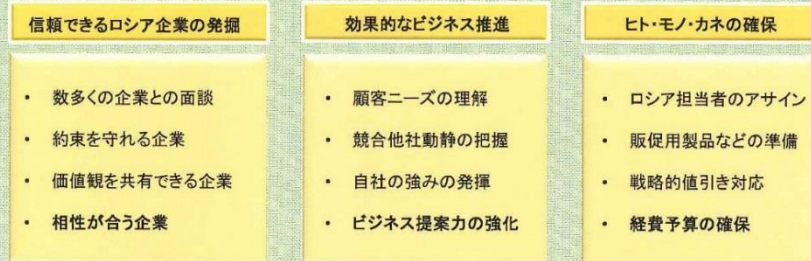 信頼できるロシア企業の発掘
・ 数多くの企業との面談
・ 約束を守れる企業
・ 価値観を共有できる企業
・ 相性が合う企業
効果的なビジネス推進
・ 顧客ニーズの理解
・ 競合他社動静の把握
・ 自社の強みの発揮
・ ビジネス提案力の強化
ヒト・モノ・カネの確保
・ ロシア担当者のアサイン
・ 販促用製品などの準備
・ 戦略的値引き対応
・ 経費予算の確保